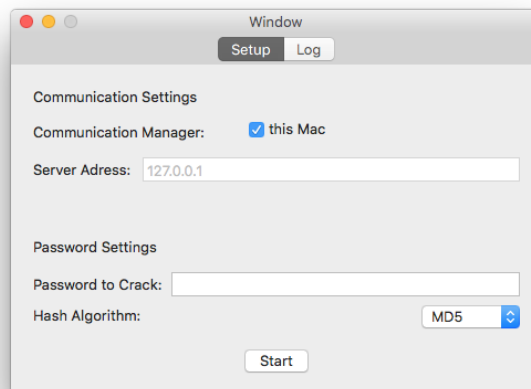 Window
Setup Log
Communication Settings
Communication Manager: this Mac
Server Adress: 127.0.0.1
Password Settings
Password to Crack:
Hash Algorithm: MD5
Start